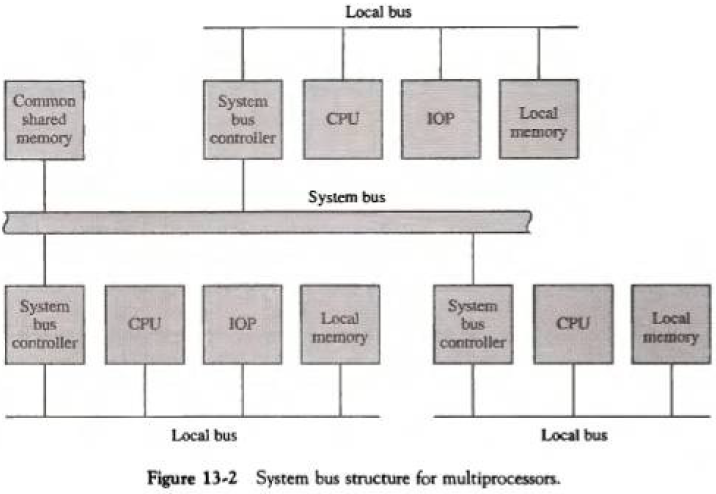 Local bus
Common
shared
memory
System
bus
controller
CPU
IOP
Local
memory
System bus
System
bus
controller
CPU
IOP
Local
memory
System
bus
controller
CPU
Local
memory
Local bus
Local bus
Figure 13-2 System bus structure for multiprocessors.